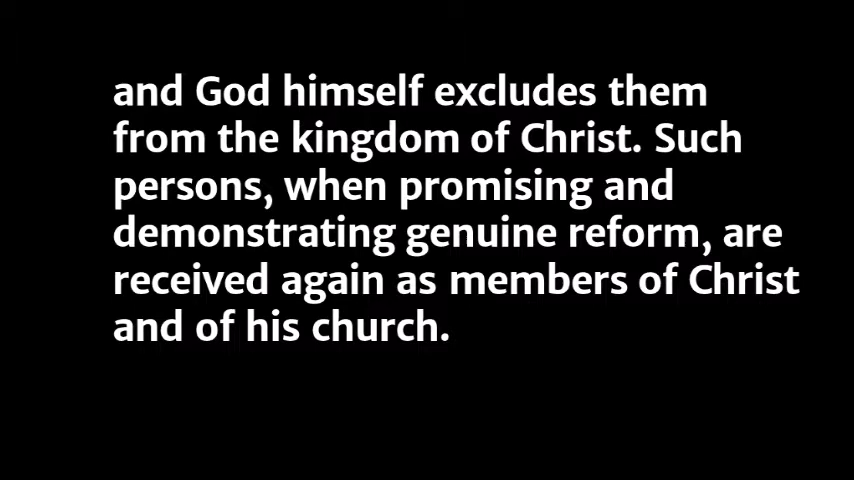 and God himself excludes them
from the kingdom of Christ. Such
persons, when promising and
demonstrating genuine reform, are
received again as members of Christ
and of his church.